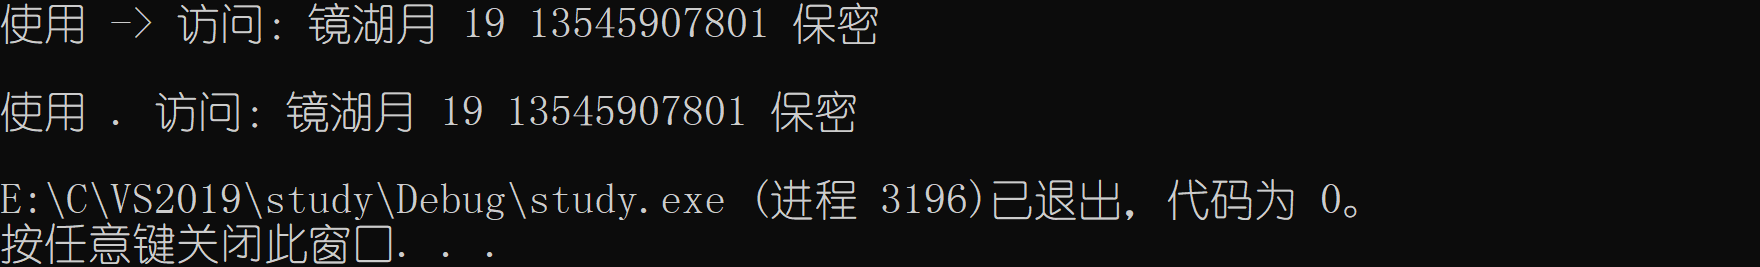 使用 -> 访问: 镜湖月 19 13545907801 保密
使用 . 访问: 镜湖月 19 13545907801 保密
E:\C\VS2019\study\Debug\study.exe (进程 3196)已退出，代码为 0。
按任意键关闭此窗口. . .